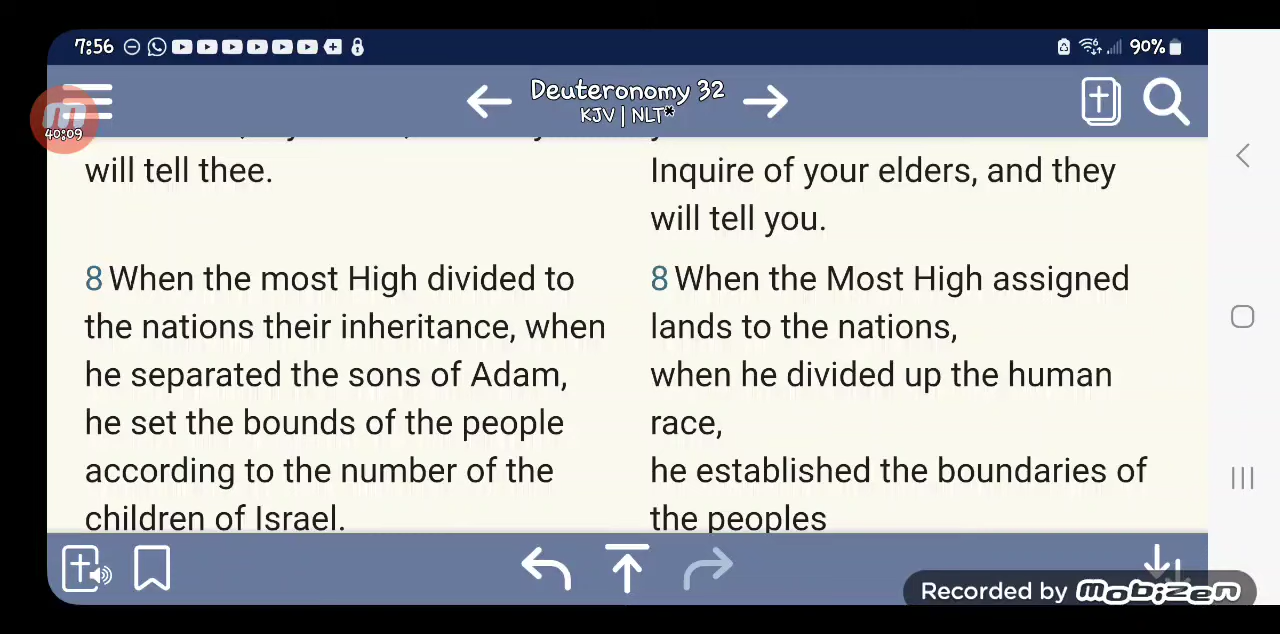 7:56
90%
Deuteronomy 32
KJV | NLT*
40:09
will tell thee.
8 When the most High divided to
the nations their inheritance, when
he separated the sons of Adam,
he set the bounds of the people
according to the number of the
children of Israel.
Inquire of your elders, and they
will tell you.
8 When the Most High assigned
lands to the nations,
when he divided up the human
race,
he established the boundaries of
the peoples
Recorded by mobizen